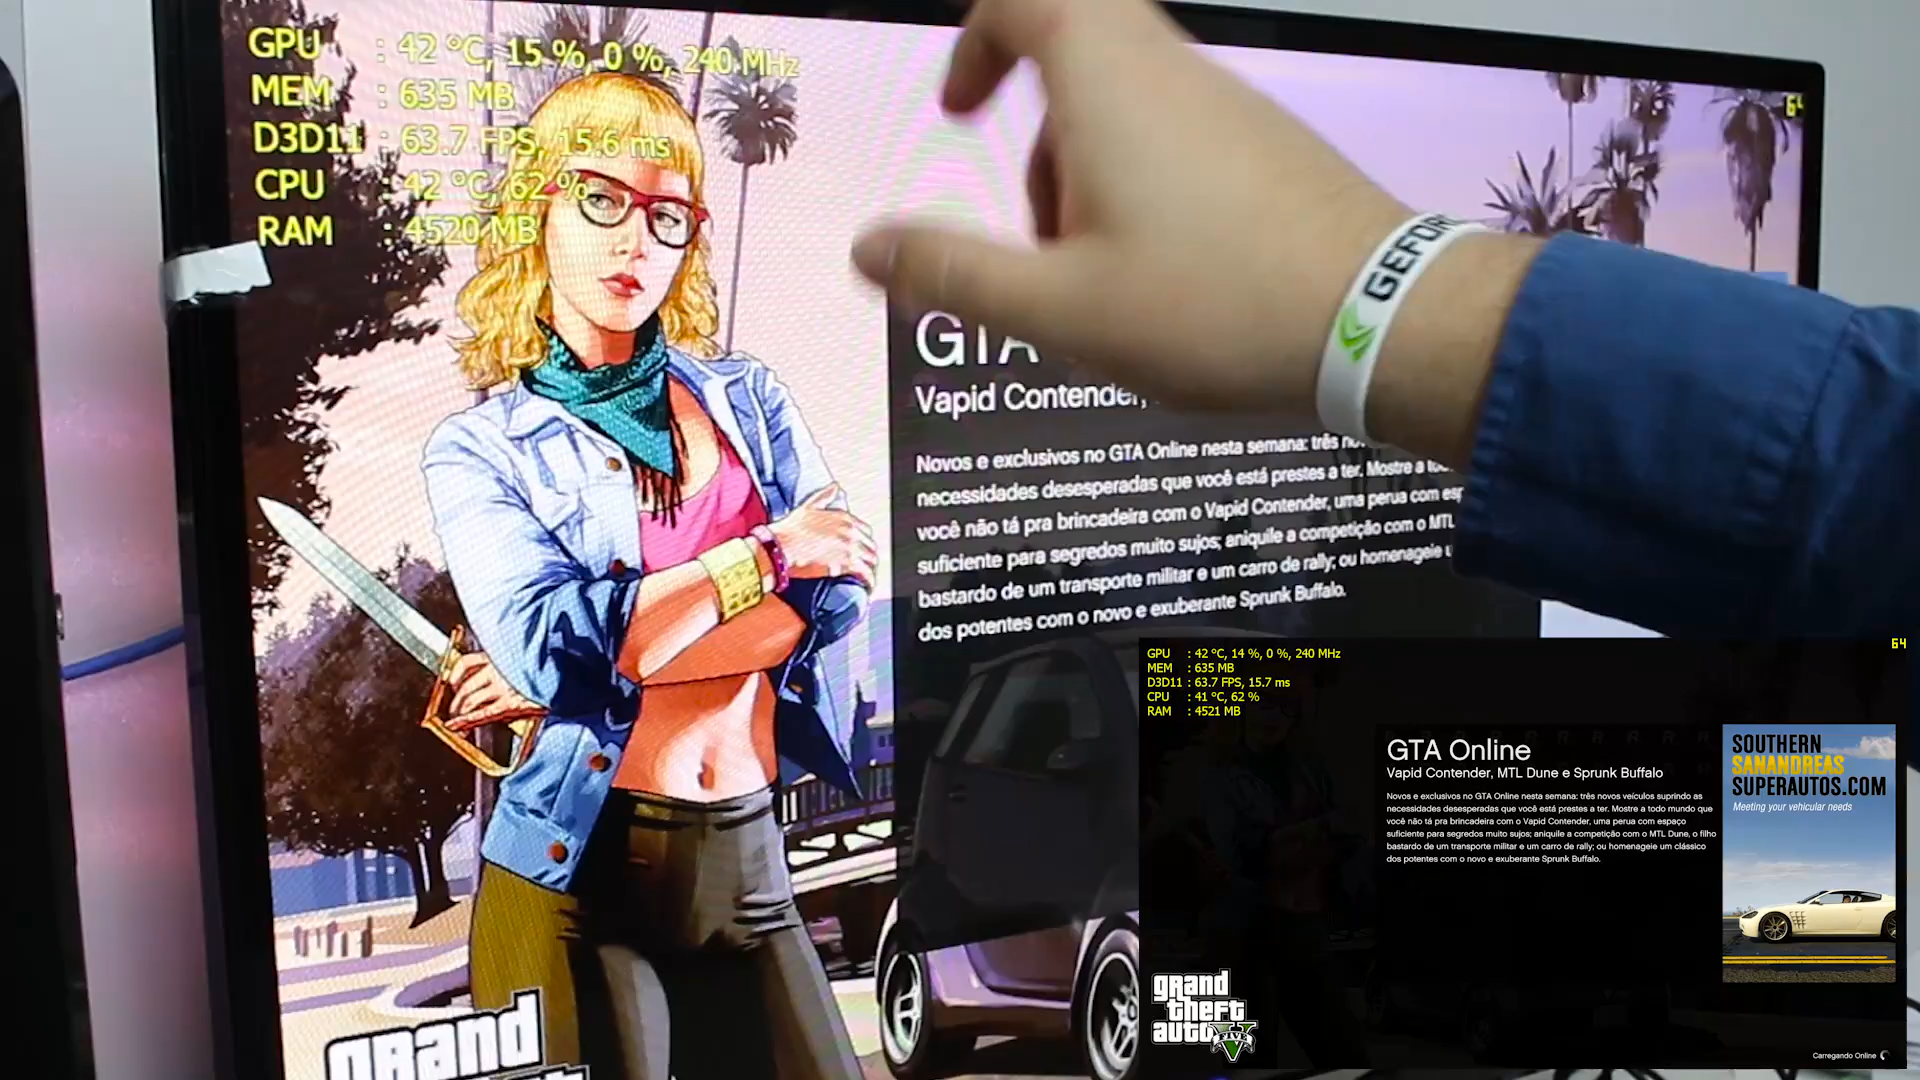 GPU : 42 °C, 15 %, 0 %, 240 MHz
MEM : 635 MB
D3D11 : 63.7 FPS, 15.6 ms
CPU : 42 °C, 62 %
RAM : 4520 MB
64
GEFOR
GTA
Vapid Contender,
Novos e exclusivos no GTA Online nesta semana: três
necessidades desesperadas que você está prestes a ter. Mostre a
você não tá pra brincadeira com o Vapid Contender, uma perua com
suficiente para segredos muito sujos; aniquile a competição com o MTL
bastardo de um transporte militar e um carro de rally; ou homenageie
dos potentes com o novo e exuberante Sprunk Buffalo.
grand
GPU : 42 °C, 14 %, 0 %, 240 MHz
MEM : 635 MB
D3D11 : 63.7 FPS, 15.7 ms
CPU : 41 °C, 62 %
RAM : 4521 MB
64
GTA Online
Vapid Contender, MTL Dune e Sprunk Buffalo
Novos e exclusivos no GTA Online nesta semana: três novos veículos suprindo as
necessidades desesperadas que você está prestes a ter. Mostre a todo mundo que
você não tá pra brincadeira com o Vapid Contender, uma perua com espaço
suficiente para segredos muito sujos; aniquile a competição com o MTL Dune, o filho
bastardo de um transporte militar e um carro de rally; ou homenageie um clássico
dos potentes com o novo e exuberante Sprunk Buffalo.
SOUTHERN
SANANDREAS
SUPERAUTOS.COM
Meeting your vehicular needs
grand
theft
auto
V
FIVE
Carregando Online